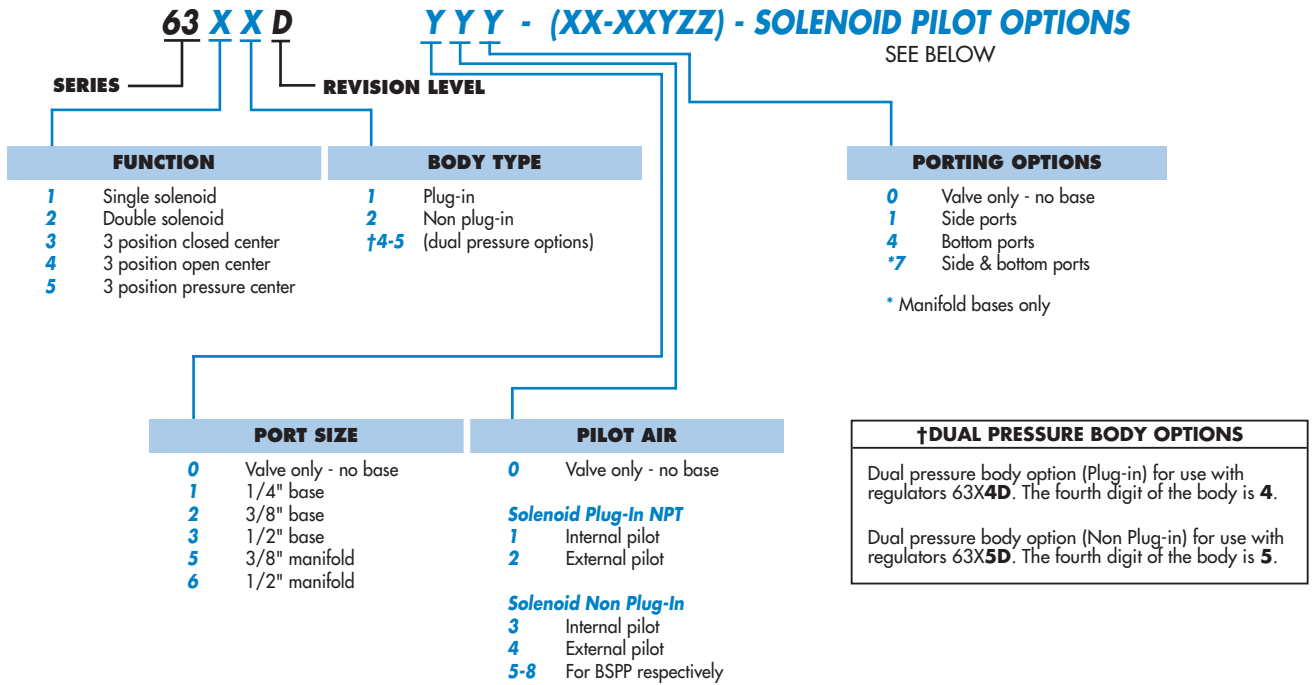 63 X X D Y Y Y - (XX-XXYZZ) - SOLENOID PILOT OPTIONS
SEE BELOW
SERIES
REVISION LEVEL
FUNCTION
1 Single solenoid
2 Double solenoid
3 3 position closed center
4 3 position open center
5 3 position pressure center
BODY TYPE
1 Plug-in
2 Non plug-in
†4-5 (dual pressure options)
PORTING OPTIONS
0 Valve only - no base
1 Side ports
4 Bottom ports
*7 Side & bottom ports
* Manifold bases only
PORT SIZE
0 Valve only - no base
1 1/4" base
2 3/8" base
3 1/2" base
5 3/8" manifold
6 1/2" manifold
PILOT AIR
0 Valve only - no base
Solenoid Plug-In NPT
1 Internal pilot
2 External pilot
Solenoid Non Plug-In
3 Internal pilot
4 External pilot
5-8 For BSPP respectively
†DUAL PRESSURE BODY OPTIONS
Dual pressure body option (Plug-in) for use with
regulators 63X4D. The fourth digit of the body is 4.
Dual pressure body option (Non Plug-in) for use with
regulators 63X5D. The fourth digit of the body is 5.